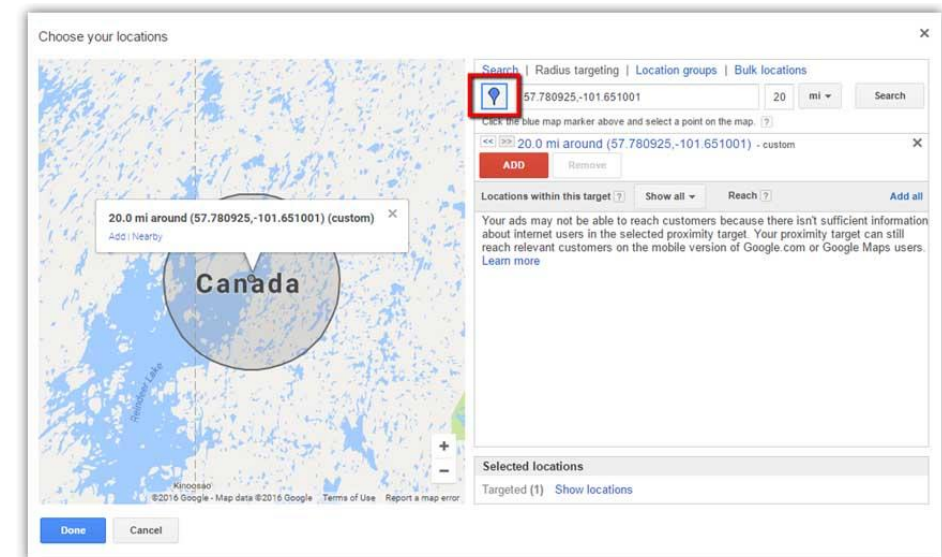 Choose your locations
×
Search | Radius targeting | Location groups | Bulk locations
57.780925,-101.651001 20 mi Search
Click the blue map marker above and select a point on the map. ?
<< >> 20.0 mi around (57.780925,-101.651001) - custom ×
ADD Remove
Locations within this target ? Show all Reach ? Add all
Your ads may not be able to reach customers because there isn't sufficient information
about internet users in the selected proximity target. Your proximity target can still
reach relevant customers on the mobile version of Google.com or Google Maps users.
Learn more
20.0 mi around (57.780925,-101.651001) (custom) ×
Add | Nearby
Canada
Reindeer Lake
+
−
Kinoosao
©2016 Google - Map data ©2016 Google Terms of Use Report a map error
Selected locations
Targeted (1) Show locations
Done Cancel